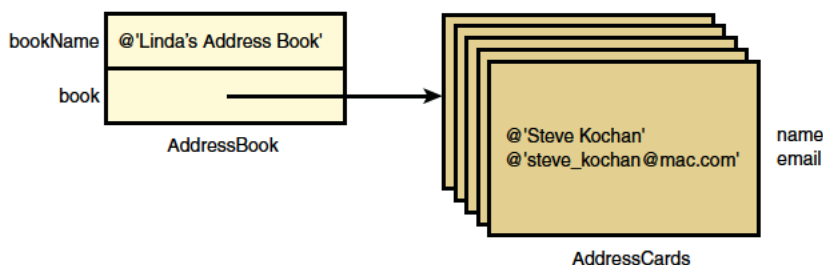 bookName
@'Linda’s Address Book'
book
AddressBook
@'Steve Kochan'
@'steve_kochan@mac.com'
name
email
AddressCards